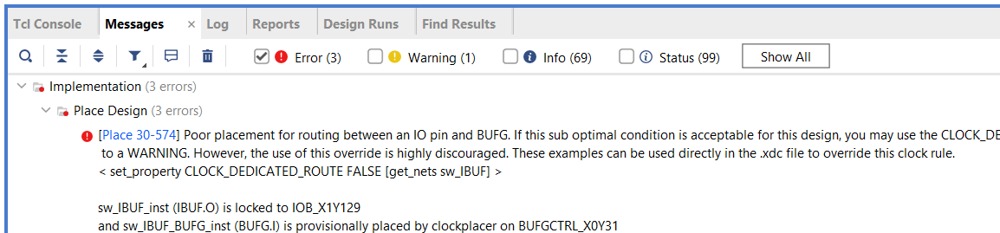 Tcl Console Messages × Log Reports Design Runs Find Results
Error (3) Warning (1) Info (69) Status (99) Show All
Implementation (3 errors)
Place Design (3 errors)
[Place 30-574] Poor placement for routing between an IO pin and BUFG. If this sub optimal condition is acceptable for this design, you may use the CLOCK_DE
to a WARNING. However, the use of this override is highly discouraged. These examples can be used directly in the .xdc file to override this clock rule.
< set_property CLOCK_DEDICATED_ROUTE FALSE [get_nets sw_IBUF] >
sw_IBUF_inst (IBUF.O) is locked to IOB_X1Y129
and sw_IBUF_BUFG_inst (BUFG.I) is provisionally placed by clockplacer on BUFGCTRL_X0Y31